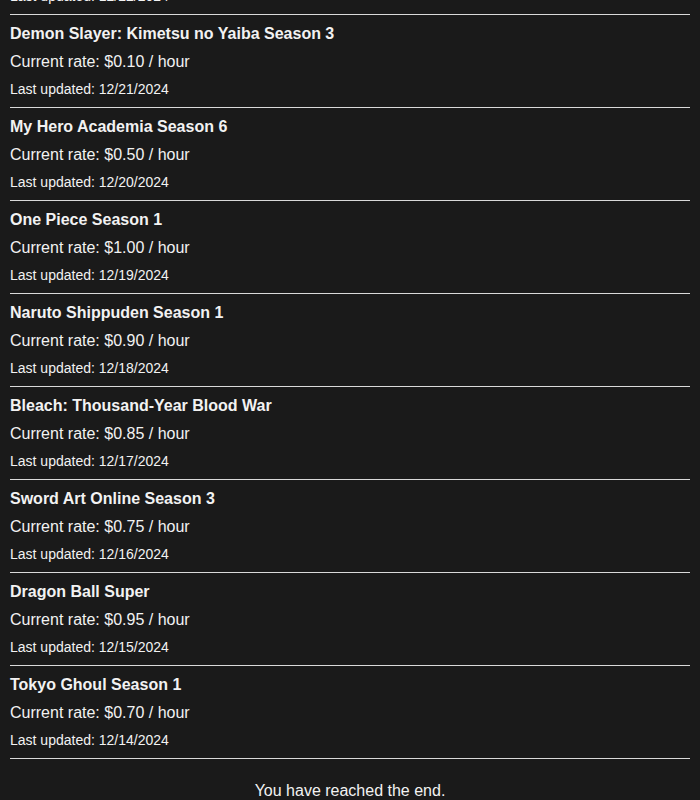 Demon Slayer: Kimetsu no Yaiba Season 3
Current rate: $0.10 / hour
Last updated: 12/21/2024
My Hero Academia Season 6
Current rate: $0.50 / hour
Last updated: 12/20/2024
One Piece Season 1
Current rate: $1.00 / hour
Last updated: 12/19/2024
Naruto Shippuden Season 1
Current rate: $0.90 / hour
Last updated: 12/18/2024
Bleach: Thousand-Year Blood War
Current rate: $0.85 / hour
Last updated: 12/17/2024
Sword Art Online Season 3
Current rate: $0.75 / hour
Last updated: 12/16/2024
Dragon Ball Super
Current rate: $0.95 / hour
Last updated: 12/15/2024
Tokyo Ghoul Season 1
Current rate: $0.70 / hour
Last updated: 12/14/2024
You have reached the end.